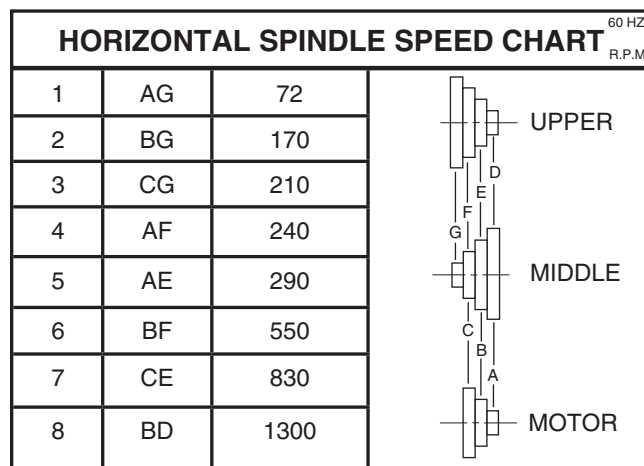 HORIZONTAL SPINDLE SPEED CHART 60 HZ
R.P.M
1 AG 72
2 BG 170
3 CG 210
4 AF 240
5 AE 290
6 BF 550
7 CE 830
8 BD 1300
UPPER
D
E
F
G
MIDDLE
C
B
A
MOTOR